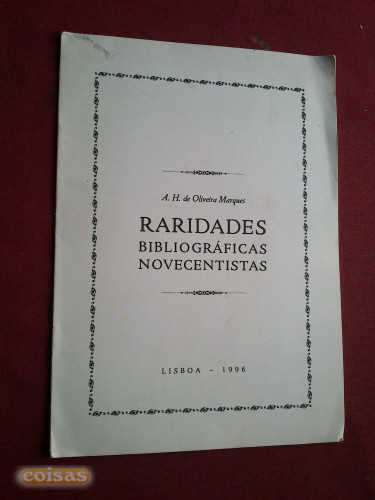 A. H. de Oliveira Marques
RARIDADES
BIBLIOGRÁFICAS
NOVECENTISTAS
LISBOA – 1996
coisas